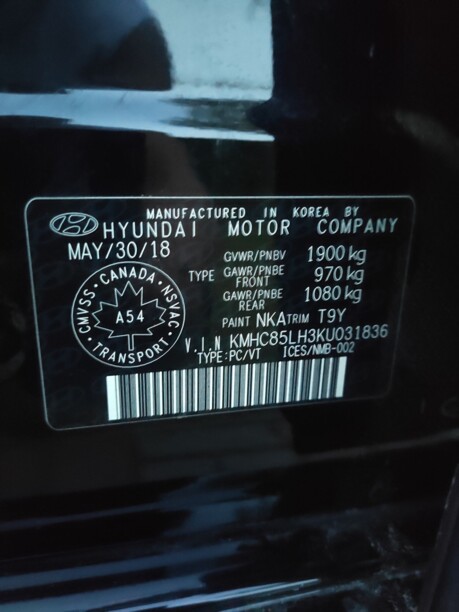 MANUFACTURED IN KOREA BY
HYUNDAI MOTOR COMPANY
MAY/30/18
GVWR/PNBV 1900 kg
TYPE GAWR/PNBE FRONT 970 kg
GAWR/PNBE REAR 1080 kg
PAINT NKA TRIM T9Y
V.I.N KMHC85LH3KU031836
TYPE:PC/VT ICES/NMB-002
CMVSS · CANADA · NSVAC · TRANSPORT
A54